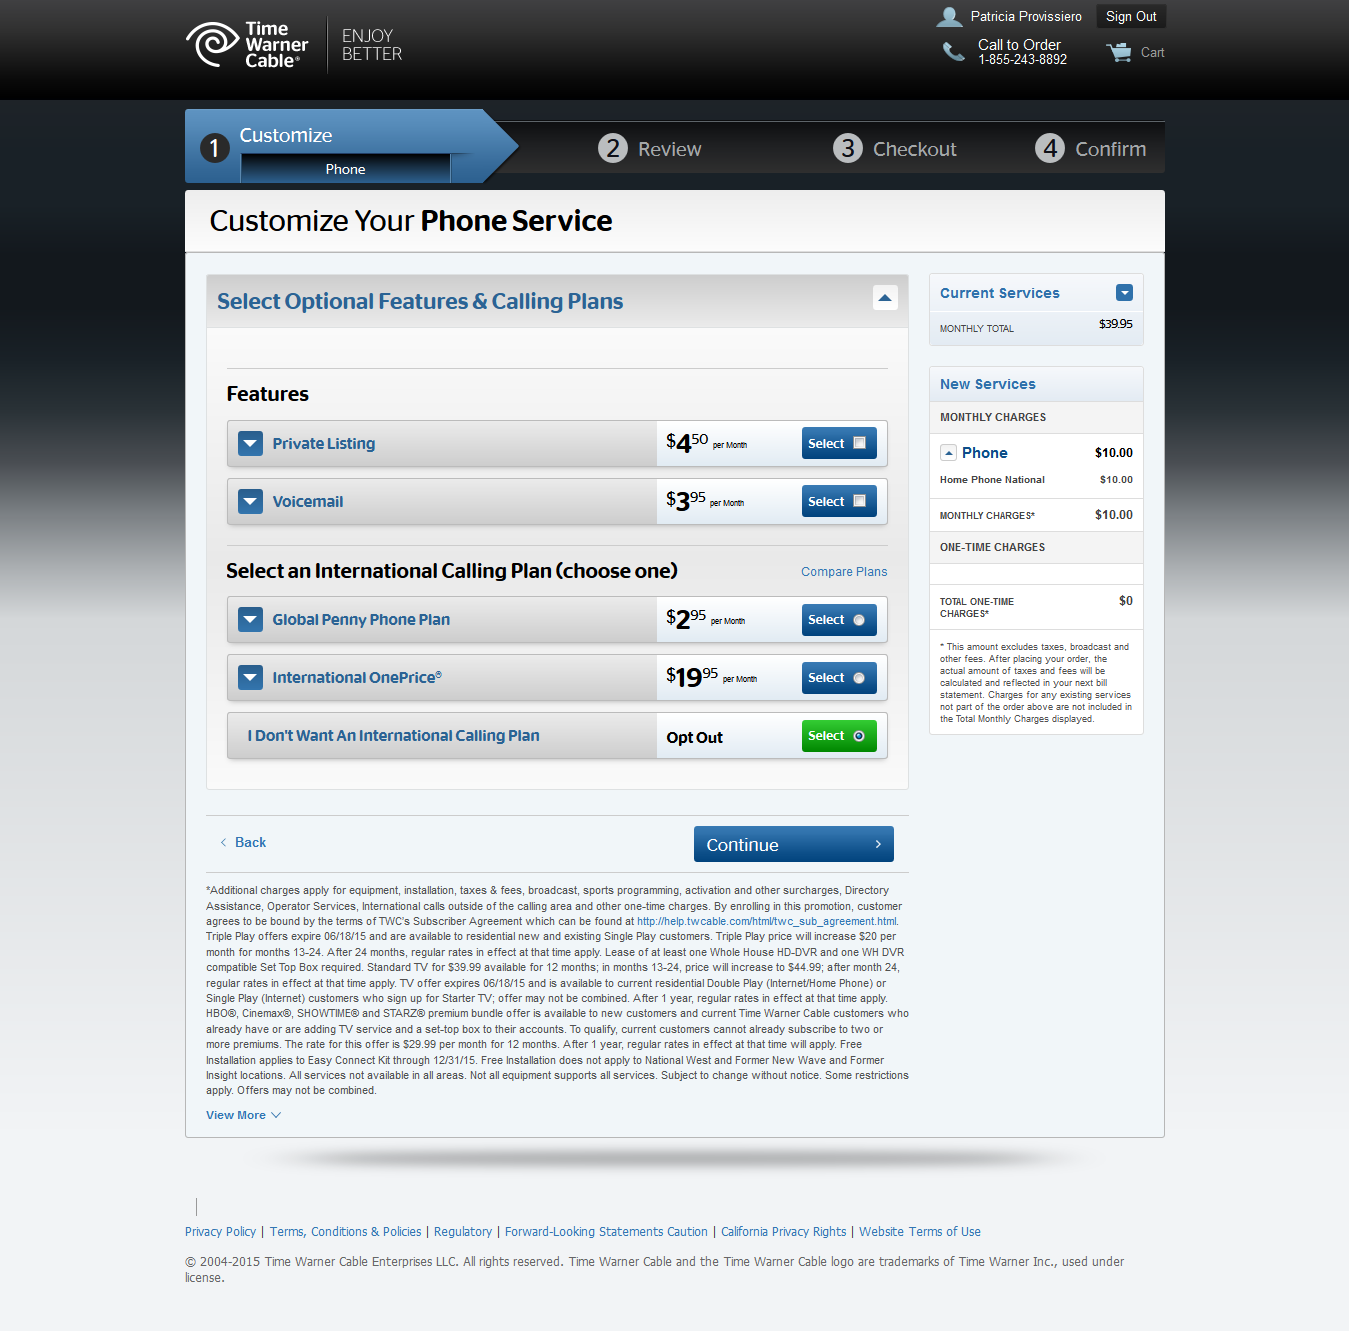 Time
Warner
Cable®
ENJOY
BETTER
Patricia Provissiero
Sign Out
Call to Order
1-855-243-8892
Cart
1
Customize
Phone
2 Review
3 Checkout
4 Confirm
Customize Your Phone Service
Select Optional Features & Calling Plans
Features
Private Listing
$450 per Month
Select
Voicemail
$395 per Month
Select
Select an International Calling Plan (choose one)
Compare Plans
Global Penny Phone Plan
$295 per Month
Select
International OnePrice®
$1995 per Month
Select
I Don't Want An International Calling Plan
Opt Out
Select
Current Services
MONTHLY TOTAL $39.95
New Services
MONTHLY CHARGES
Phone $10.00
Home Phone National $10.00
MONTHLY CHARGES* $10.00
ONE-TIME CHARGES
TOTAL ONE-TIME $0
CHARGES*
* This amount excludes taxes, broadcast and
other fees. After placing your order, the
actual amount of taxes and fees will be
calculated and reflected in your next bill
statement. Charges for any existing services
not part of the order above are not included in
the Total Monthly Charges displayed.
Back
Continue
*Additional charges apply for equipment, installation, taxes & fees, broadcast, sports programming, activation and other surcharges, Directory
Assistance, Operator Services, International calls outside of the calling area and other one-time charges. By enrolling in this promotion, customer
agrees to be bound by the terms of TWC's Subscriber Agreement which can be found at http://help.twcable.com/html/twc_sub_agreement.html.
Triple Play offers expire 06/18/15 and are available to residential new and existing Single Play customers. Triple Play price will increase $20 per
month for months 13-24. After 24 months, regular rates in effect at that time apply. Lease of at least one Whole House HD-DVR and one WH DVR
compatible Set Top Box required. Standard TV for $39.99 available for 12 months; in months 13-24, price will increase to $44.99; after month 24,
regular rates in effect at that time apply. TV offer expires 06/18/15 and is available to current residential Double Play (Internet/Home Phone) or
Single Play (Internet) customers who sign up for Starter TV; offer may not be combined. After 1 year, regular rates in effect at that time apply.
HBO®, Cinemax®, SHOWTIME® and STARZ® premium bundle offer is available to new customers and current Time Warner Cable customers who
already have or are adding TV service and a set-top box to their accounts. To qualify, current customers cannot already subscribe to two or
more premiums. The rate for this offer is $29.99 per month for 12 months. After 1 year, regular rates in effect at that time will apply. Free
Installation applies to Easy Connect Kit through 12/31/15. Free Installation does not apply to National West and Former New Wave and Former
Insight locations. All services not available in all areas. Not all equipment supports all services. Subject to change without notice. Some restrictions
apply. Offers may not be combined.
View More
Privacy Policy | Terms, Conditions & Policies | Regulatory | Forward-Looking Statements Caution | California Privacy Rights | Website Terms of Use
© 2004-2015 Time Warner Cable Enterprises LLC. All rights reserved. Time Warner Cable and the Time Warner Cable logo are trademarks of Time Warner Inc., used under
license.